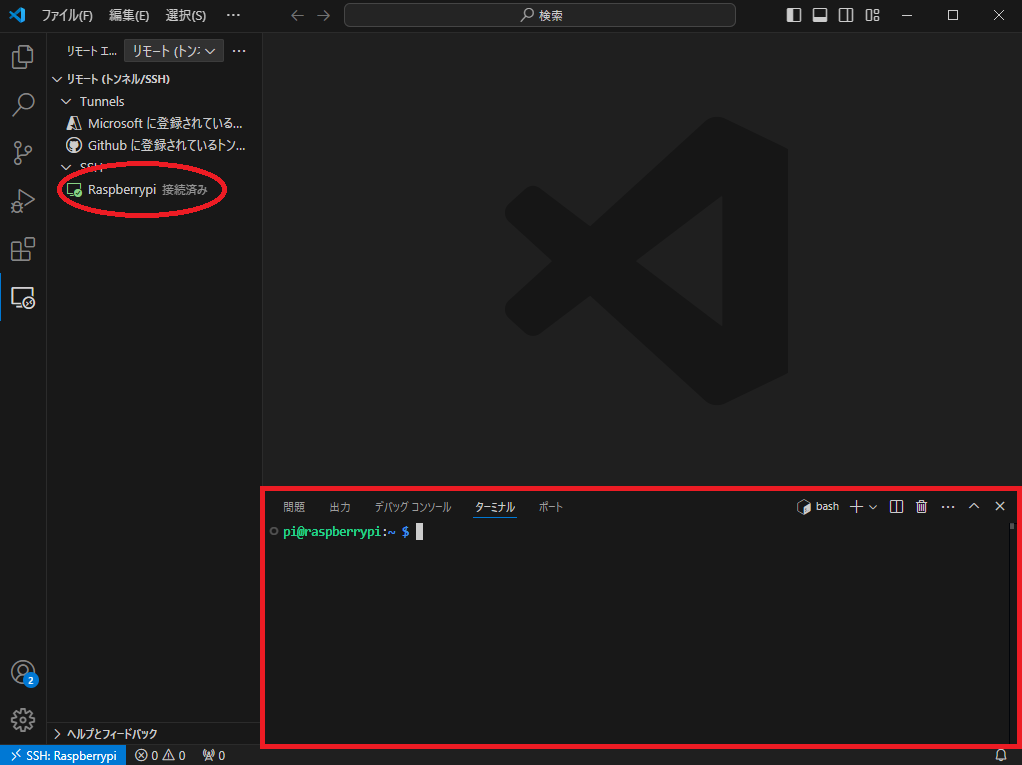 ファイル(F) 編集(E) 選択(S) … 検索
リモート エ... リモート (トン: …
リモート (トンネル/SSH)
Tunnels
Microsoft に登録されている...
Github に登録されているトン...
SSH
Raspberrypi 接続済み
問題 出力 デバッグ コンソール ターミナル ポート bash …
pi@raspberrypi:~ $
2
ヘルプとフィードバック
SSH: Raspberrypi 0 0 0